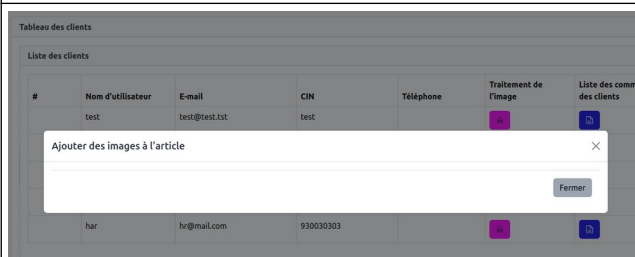 Tableau des clients
Liste des clients
# Nom d'utilisateur E-mail CIN Téléphone Traitement de l'image Liste des comm des clients
test test@test.tst test
Ajouter des images à l'article
Fermer
har hr@mail.com 930030303